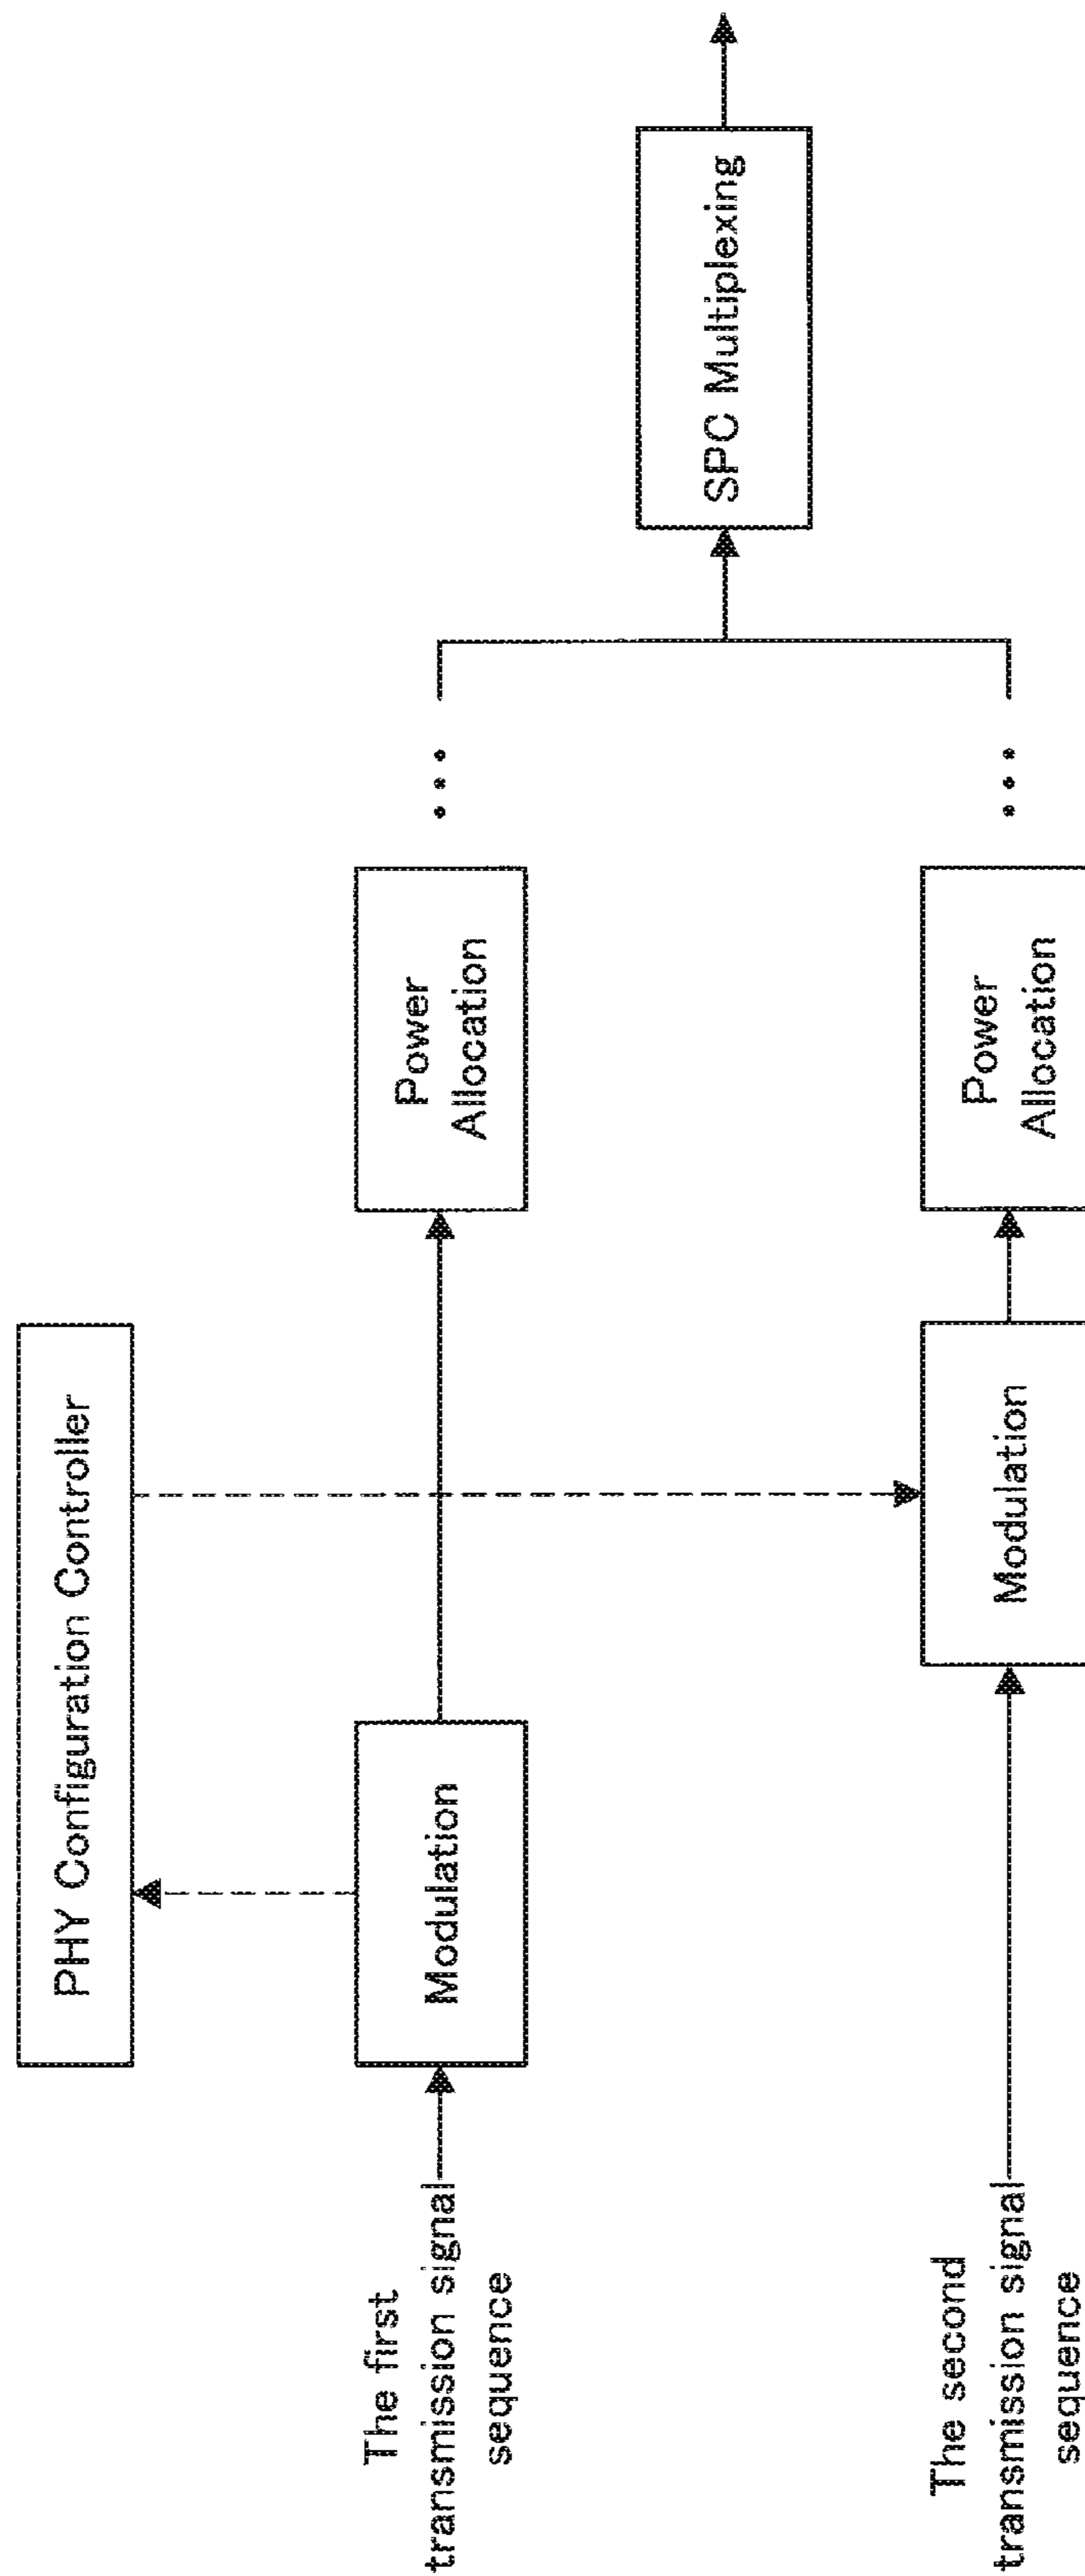 PHY Configuration Controller
The first
transmission signal
sequence
Modulation
Power
Allocation
SPC Multiplexing
The second
transmission signal
sequence
Modulation
Power
Allocation